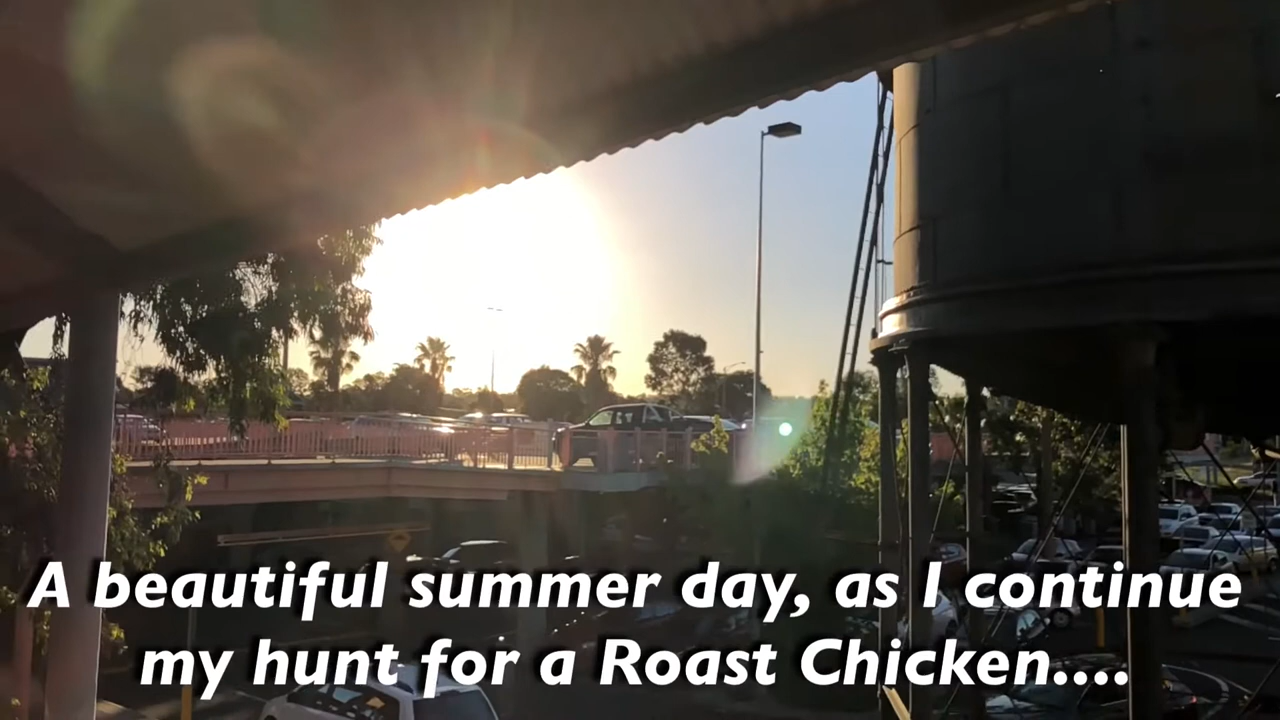 A beautiful summer day, as I continue
my hunt for a Roast Chicken....